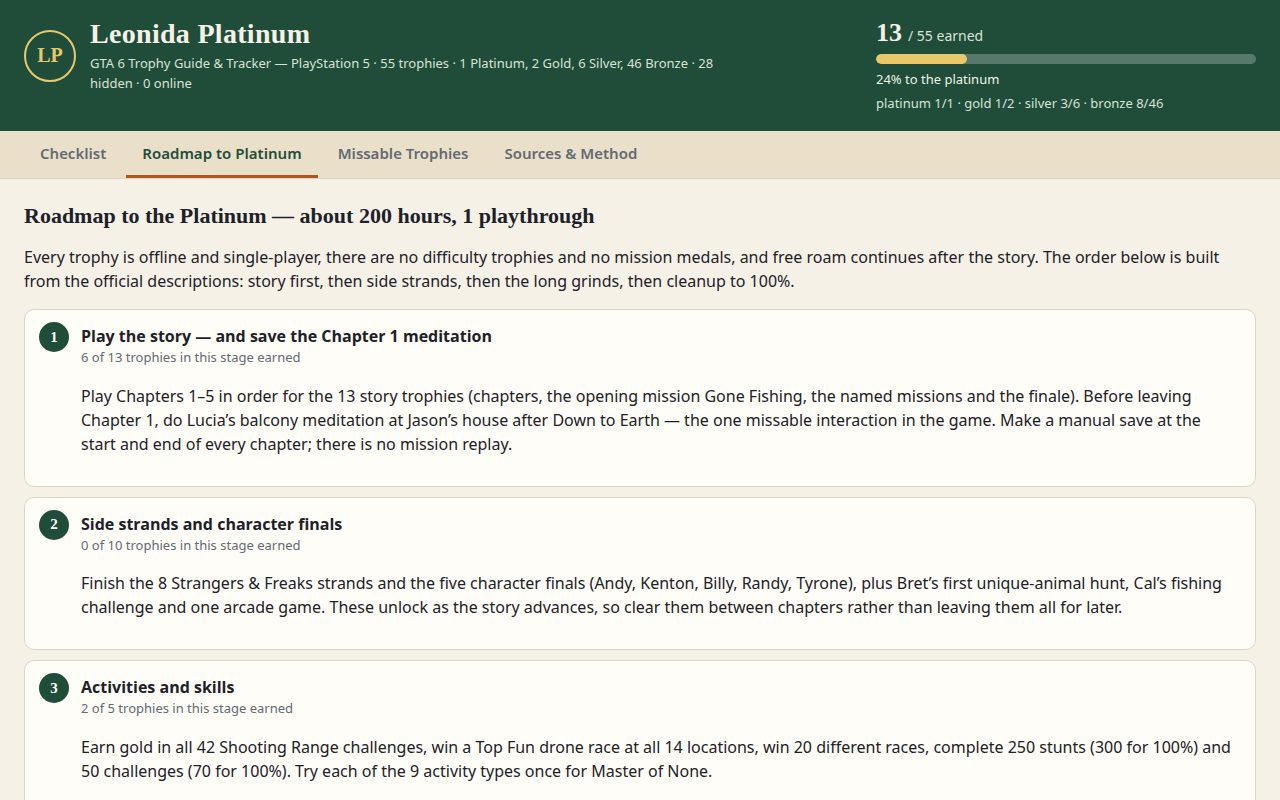 LP
Leonida Platinum
GTA 6 Trophy Guide & Tracker — PlayStation 5 · 55 trophies · 1 Platinum, 2 Gold, 6 Silver, 46 Bronze · 28
hidden · 0 online
13 / 55 earned
24% to the platinum
platinum 1/1 · gold 1/2 · silver 3/6 · bronze 8/46
Checklist
Roadmap to Platinum
Missable Trophies
Sources & Method
Roadmap to the Platinum — about 200 hours, 1 playthrough
Every trophy is offline and single-player, there are no difficulty trophies and no mission medals, and free roam continues after the story. The order below is built
from the official descriptions: story first, then side strands, then the long grinds, then cleanup to 100%.
1
Play the story — and save the Chapter 1 meditation
6 of 13 trophies in this stage earned
Play Chapters 1–5 in order for the 13 story trophies (chapters, the opening mission Gone Fishing, the named missions and the finale). Before leaving
Chapter 1, do Lucia’s balcony meditation at Jason’s house after Down to Earth — the one missable interaction in the game. Make a manual save at the
start and end of every chapter; there is no mission replay.
2
Side strands and character finals
0 of 10 trophies in this stage earned
Finish the 8 Strangers & Freaks strands and the five character finals (Andy, Kenton, Billy, Randy, Tyrone), plus Bret’s first unique-animal hunt, Cal’s fishing
challenge and one arcade game. These unlock as the story advances, so clear them between chapters rather than leaving them all for later.
3
Activities and skills
2 of 5 trophies in this stage earned
Earn gold in all 42 Shooting Range challenges, win a Top Fun drone race at all 14 locations, win 20 different races, complete 250 stunts (300 for 100%) and
50 challenges (70 for 100%). Try each of the 9 activity types once for Master of None.